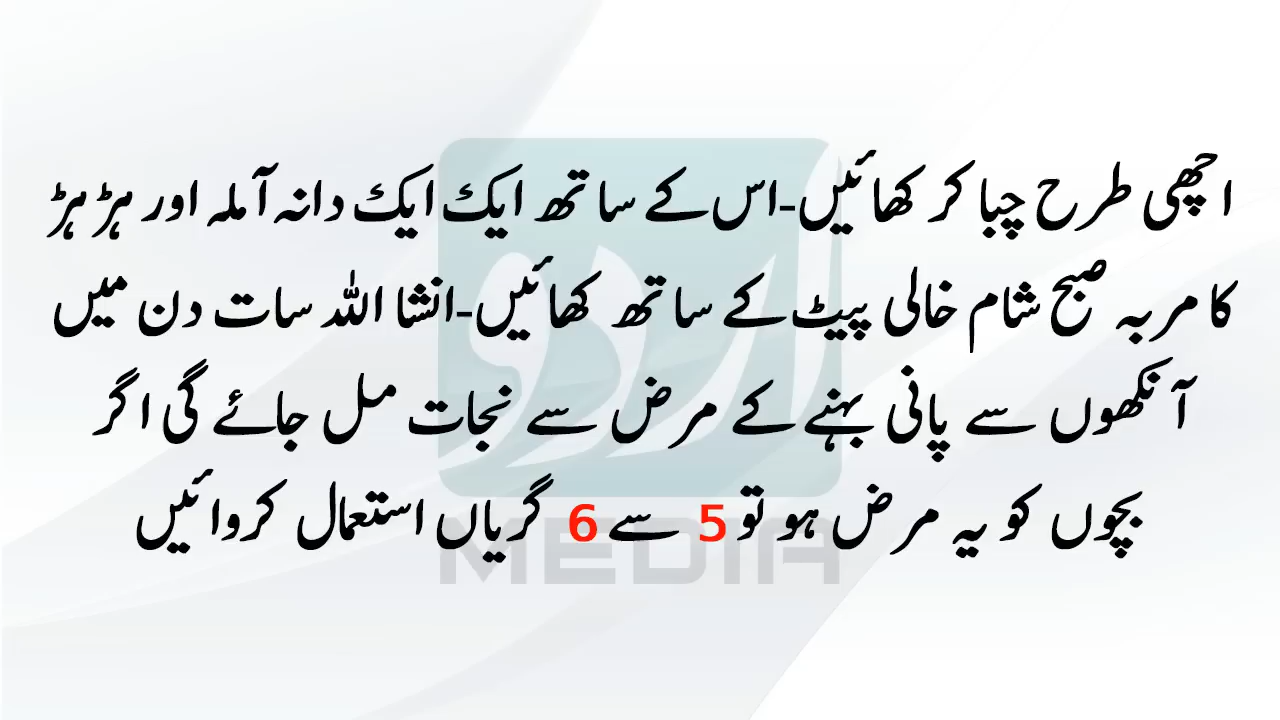 اچھی طرح چبا کر کھائیں-اس کے ساتھ ایک ایک دانہ آملہ اور ہڑ ہڑ
کا مربہ صبح شام خالی پیٹ کے ساتھ کھائیں-انشا اللہ سات دن میں
آنکھوں سے پانی بہنے کے مرض سے نجات مل جائے گی اگر
بچوں کو یہ مرض ہو تو 5 سے 6 گریاں استعمال کروائیں
اردو
MEDIA